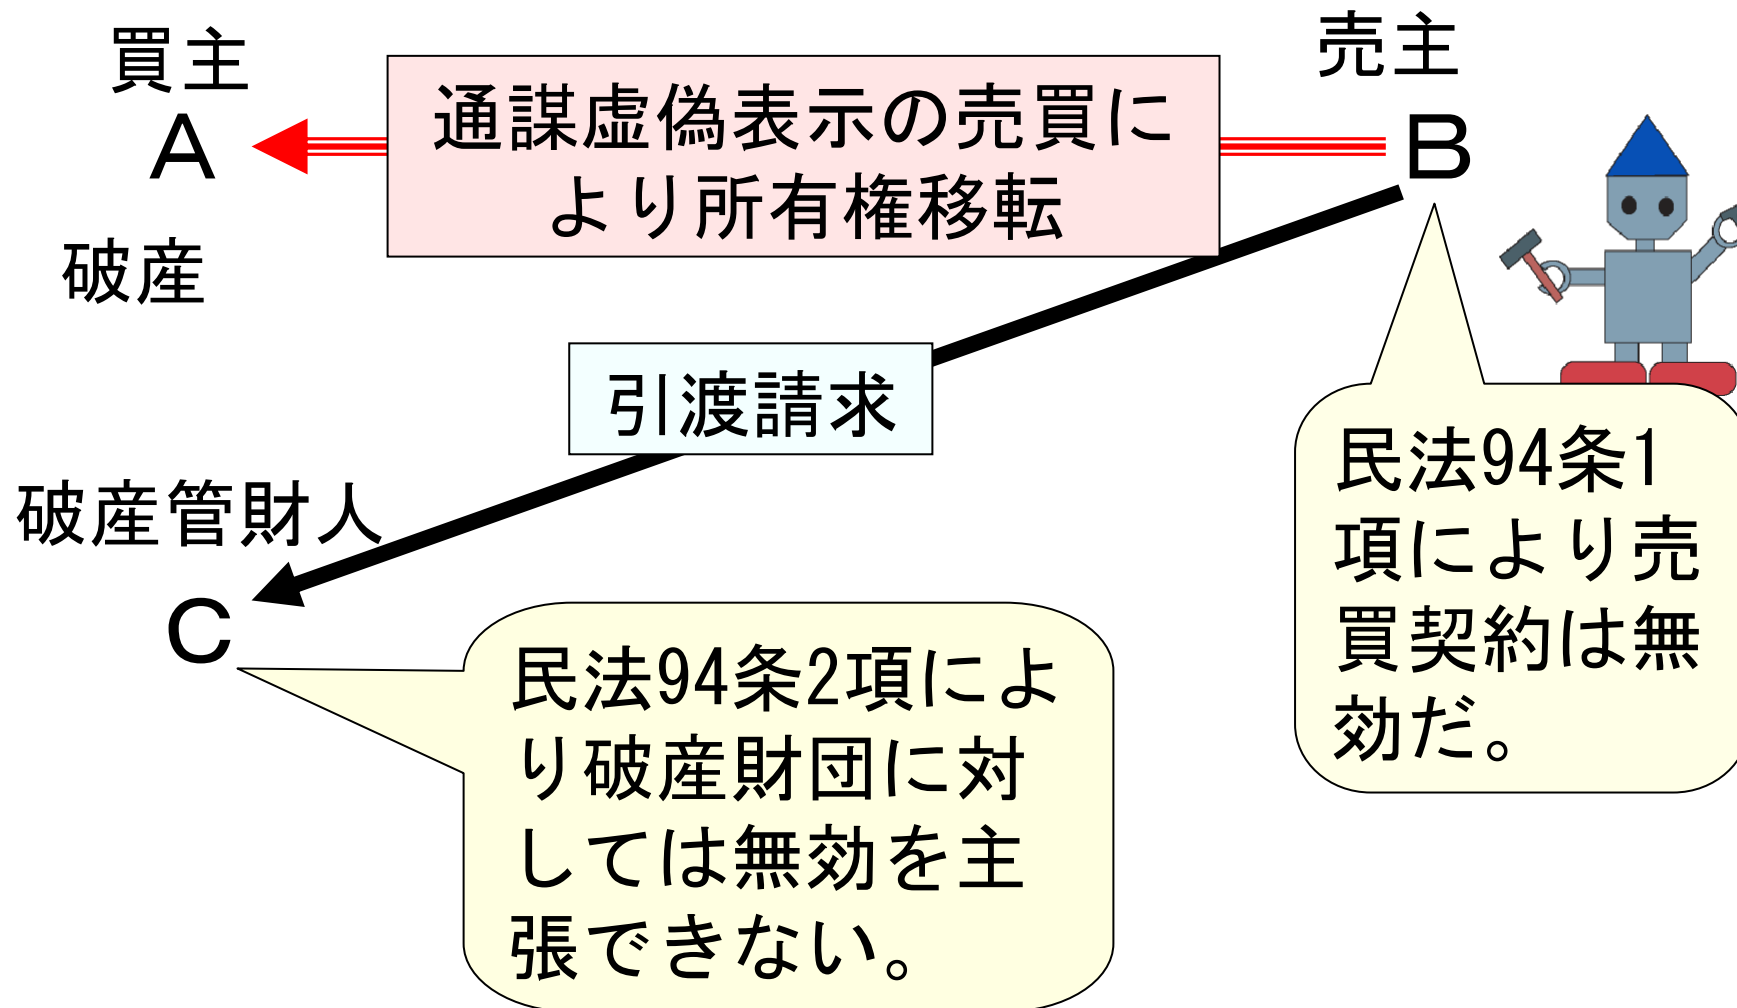 買主
売主
通謀虚偽表示の売買に
より所有権移転
A
B
破産
引渡請求
民法94条1
項により売
買契約は無
効だ。
破産管財人
C
民法94条2項によ
り破産財団に対
しては無効を主
張できない。